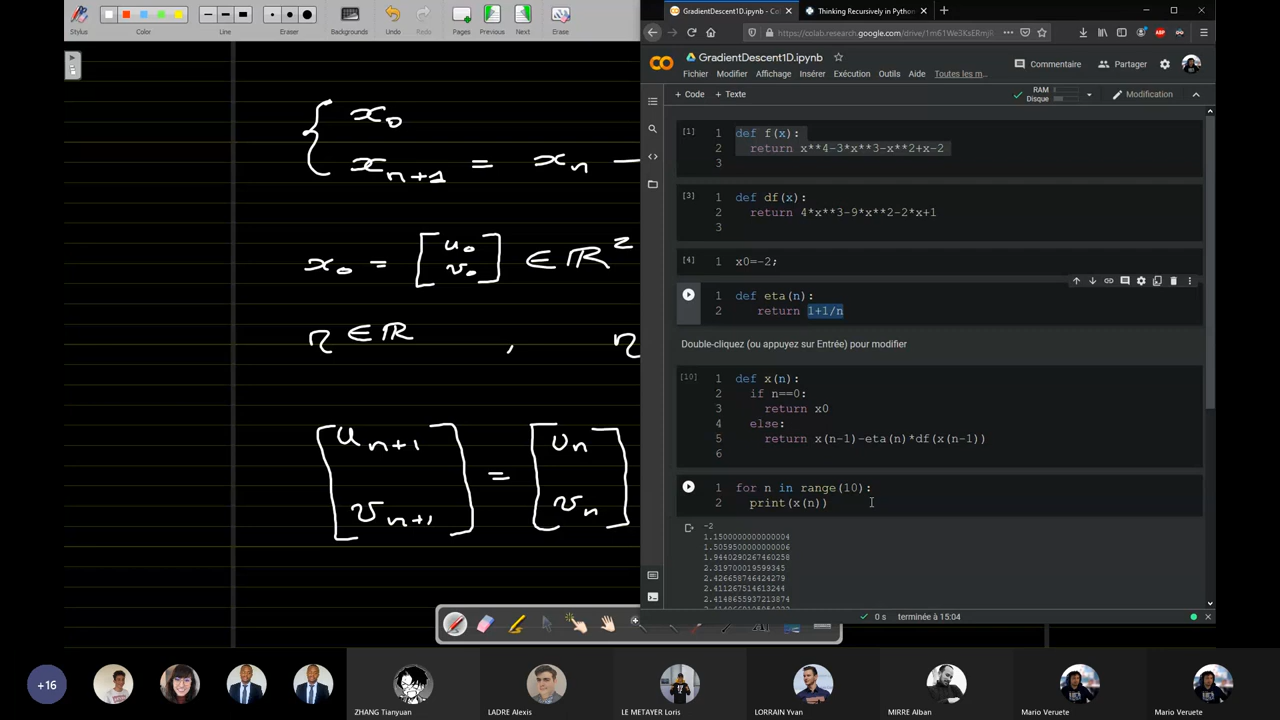 Stylus
Color
Line
Eraser
Backgrounds
Undo
Redo
Pages
Previous
Next
Erase
x₀
xₙ₊₁ = xₙ —
x₀ = [u₀ v₀] ∈ ℝ²
η ∈ ℝ , η
[uₙ₊₁ vₙ₊₁] = [uₙ vₙ]
GradientDescent1D.ipynb
Thinking Recursively in Python
GradientDescent1D.ipynb
Fichier Modifier Affichage Insérer Exécution Outils Aide Toutes les m...
Commentaire
Partager
+ Code + Texte
RAM
Disque
Modification
[1]
1 def f(x):
2 return x**4-3*x**3-x**2+x-2
3
[3]
1 def df(x):
2 return 4*x**3-9*x**2-2*x+1
3
[4]
1 x0=-2;
1 def eta(n):
2 return 1+1/n
Double-cliquez (ou appuyez sur Entrée) pour modifier
[10]
1 def x(n):
2 if n==0:
3 return x0
4 else:
5 return x(n-1)-eta(n)*df(x(n-1))
6
1 for n in range(10):
2 print(x(n))
-2
1.1500000000000004
1.5059500000000006
1.9440290267460258
2.319700019599345
2.426658746424279
2.411267514613244
2.4148655937213874
0 s terminée à 15:04
+16
ZHANG Tianyuan
LADRE Alexis
LE METAYER Loris
LORRAIN Yvan
MIRRE Alban
Mario Veruete
Mario Veruete